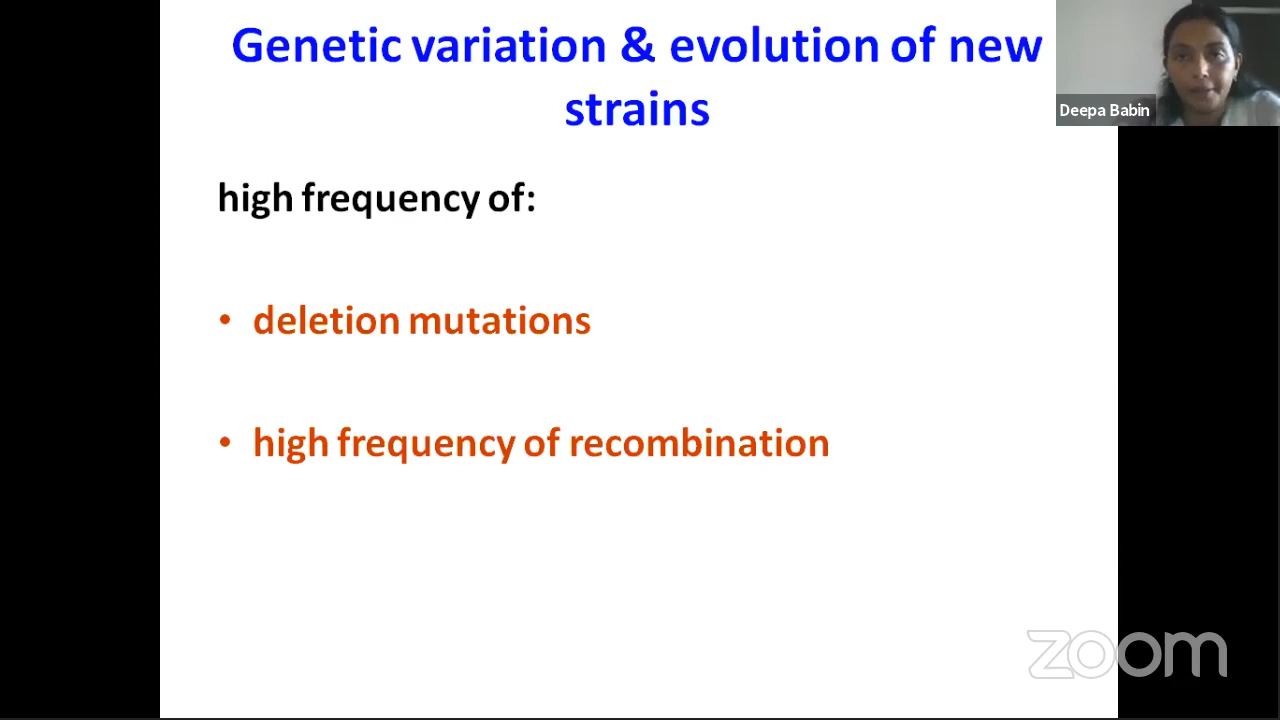 Genetic variation & evolution of new
strains
Deepa Babin
high frequency of:
• deletion mutations
• high frequency of recombination
zoom